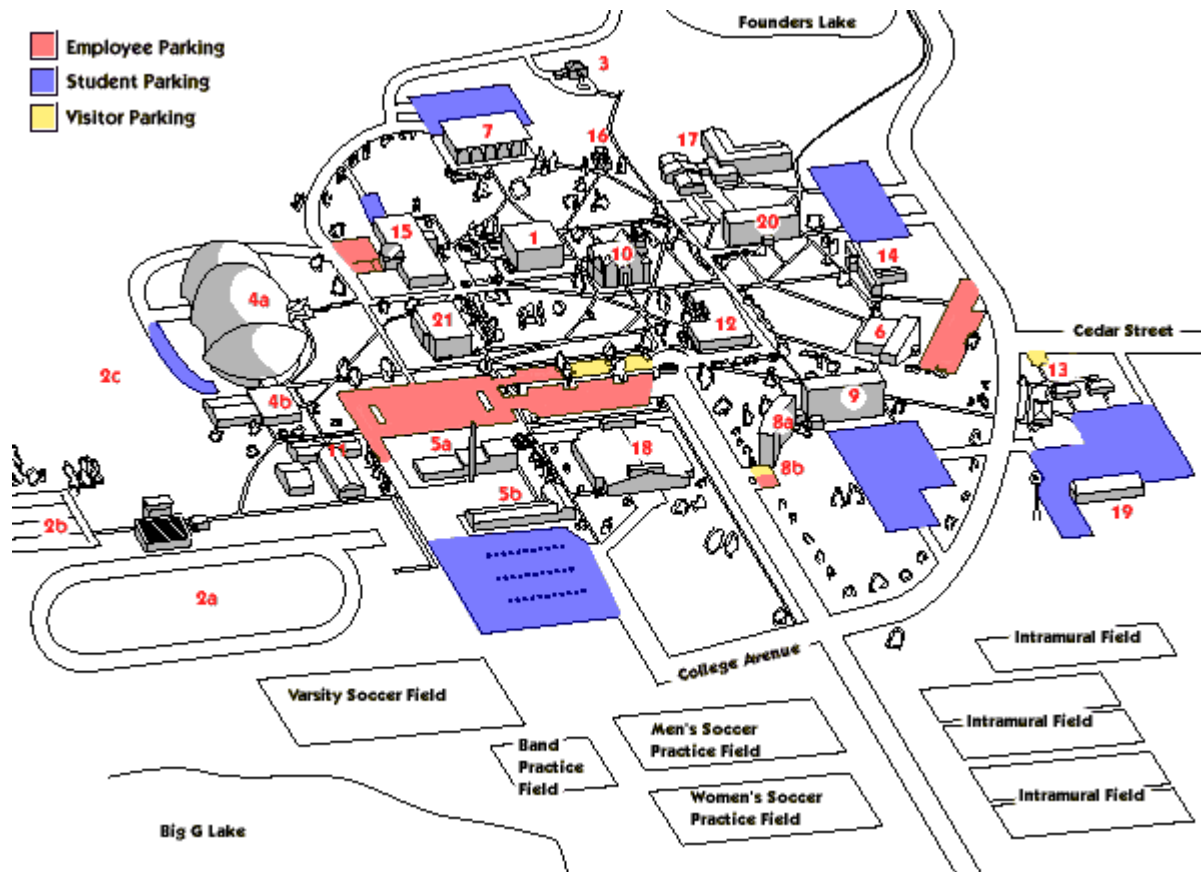 Founders Lake
Employee Parking
Student Parking
Visitor Parking
3
7
16
17
20
1
10
15
14
4a
21
12
6
Cedar Street
2c
13
4b
9
8a
5a
18
11
8b
5b
19
2b
2a
Intramural Field
College Avenue
Varsity Soccer Field
Intramural Field
Men's Soccer
Practice Field
Band
Practice
Field
Intramural Field
Women's Soccer
Practice Field
Big G Lake